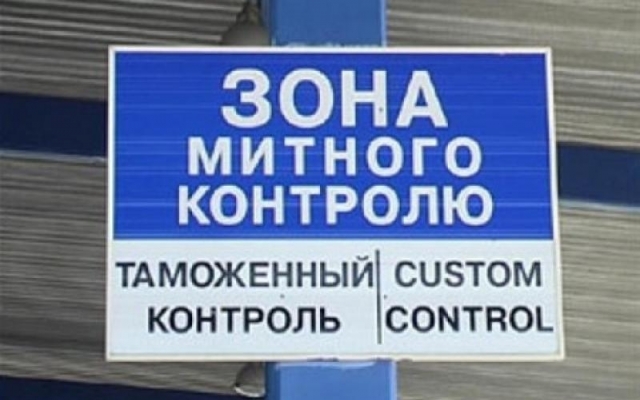 ЗОНА
МИТНОГО
КОНТРОЛЮ
ТАМОЖЕННЫЙ
КОНТРОЛЬ
CUSTOM
CONTROL